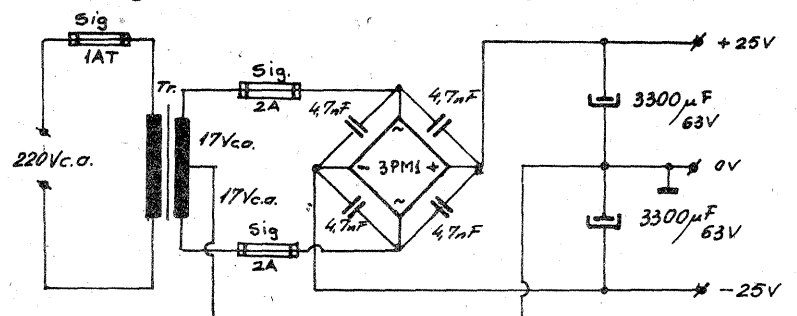 Sig
1AT
Tr.
Sig.
2A
4,7nF
4,7nF
+25V
3300µF
63V
17Vc.a.
220Vc.a.
~
- 3PM1 +
~
0V
17Vc.a.
4,7nF
4,7nF
Sig
2A
3300µF
63V
-25V